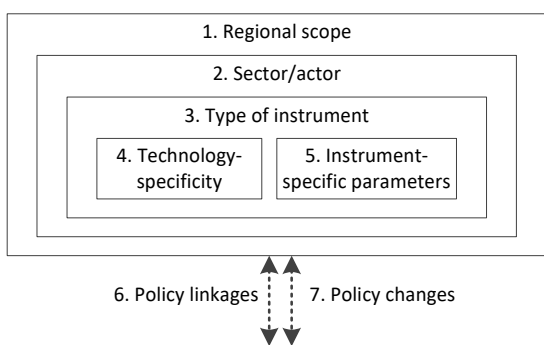 1. Regional scope
2. Sector/actor
3. Type of instrument
4. Technology-
specificity
5. Instrument-
specific parameters
6. Policy linkages
7. Policy changes